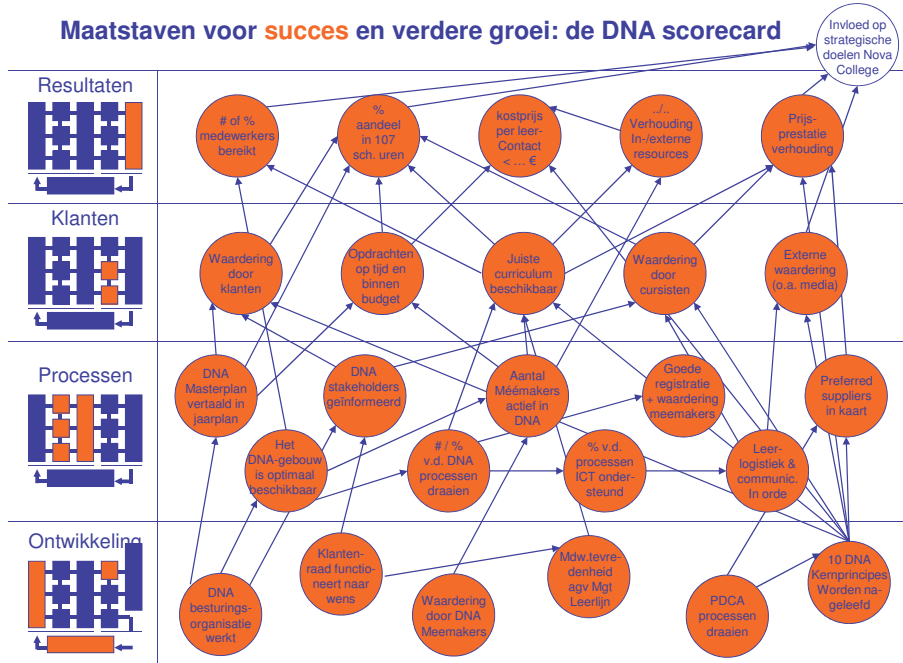 Maatstaven voor succes en verdere groei: de DNA scorecard
Invloed op
strategische
doelen Nova
College
Resultaten
# of %
medewerkers
bereikt
%
aandeel
in 107
sch. uren
kostprijs
per leer-
Contact
< ... €
../..
Verhouding
In-/externe
resources
Prijs-
prestatie
verhouding
Klanten
Waardering
door
klanten
Opdrachten
op tijd en
binnen
budget
Juiste
curriculum
beschikbaar
Waardering
door
cursisten
Externe
waardering
(o.a. media)
Processen
DNA
Masterplan
vertaald in
jaarplan
DNA
stakeholders
geïnformeerd
Aantal
Méémakers
actief in
DNA
Goede
registratie
+ waardering
meemakers
Preferred
suppliers
in kaart
Het
DNA-gebouw
is optimaal
beschikbaar
# / %
v.d. DNA
processen
draaien
% v.d.
processen
ICT onder-
steund
Leer-
logistiek &
communic.
In orde
Ontwikkeling
DNA
besturings-
organisatie
werkt
Klanten-
raad functio-
neert naar
wens
Waardering
door DNA
Meemakers
Mdw.tevre-
denheid
agv Mgt
Leerlijn
PDCA
processen
draaien
10 DNA
Kernprincipes
Worden na-
geleefd